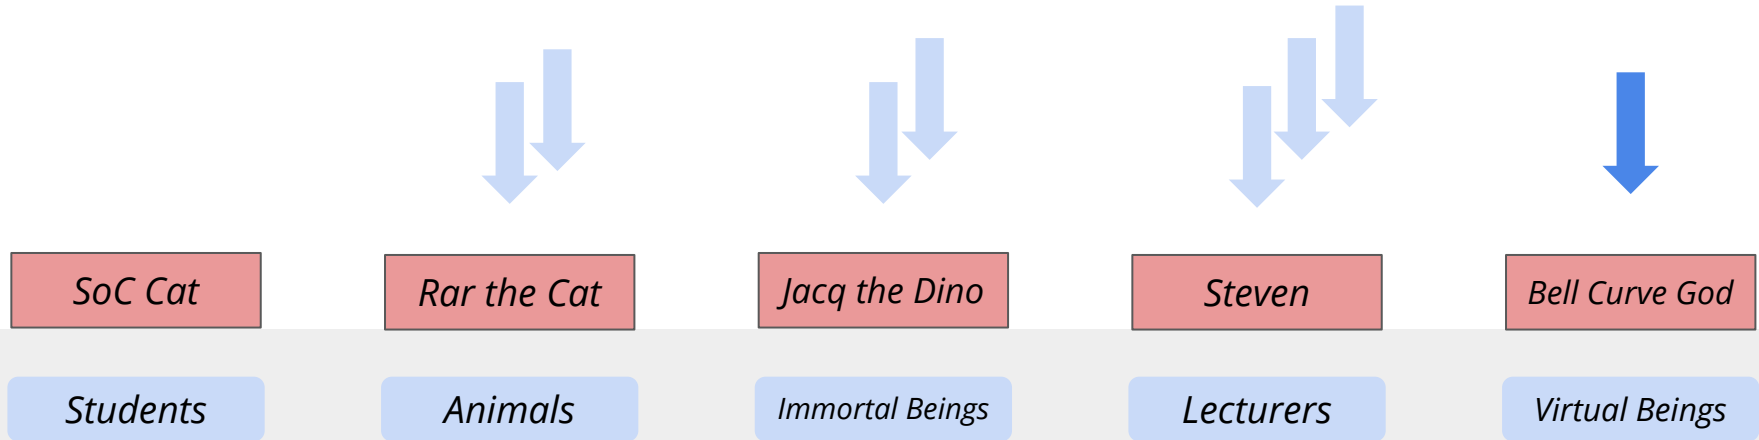 SoC Cat
Rar the Cat
Jacq the Dino
Steven
Bell Curve God
Students
Animals
Immortal Beings
Lecturers
Virtual Beings